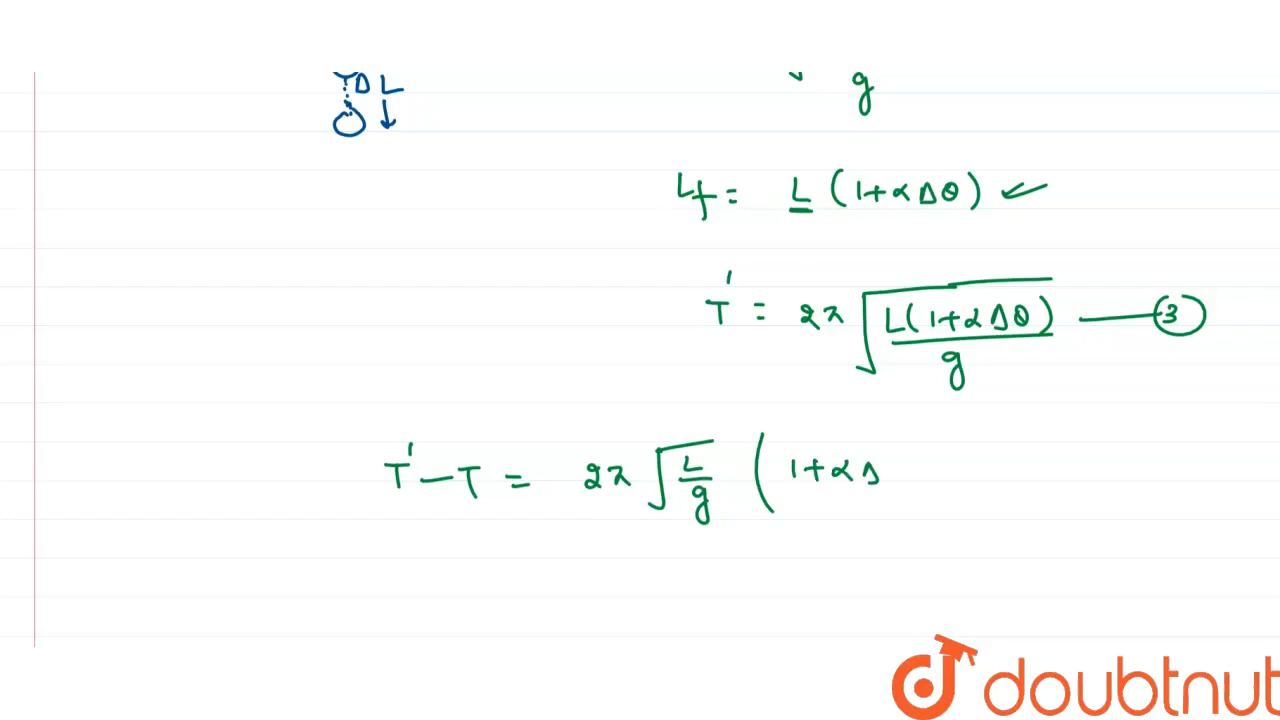 ΔL
g
Lf = L (1+αΔθ)
T' = 2π √(L(1+αΔθ)/g) — 3
T' — T = 2π √(L/g) (1+αΔ
doubtnut